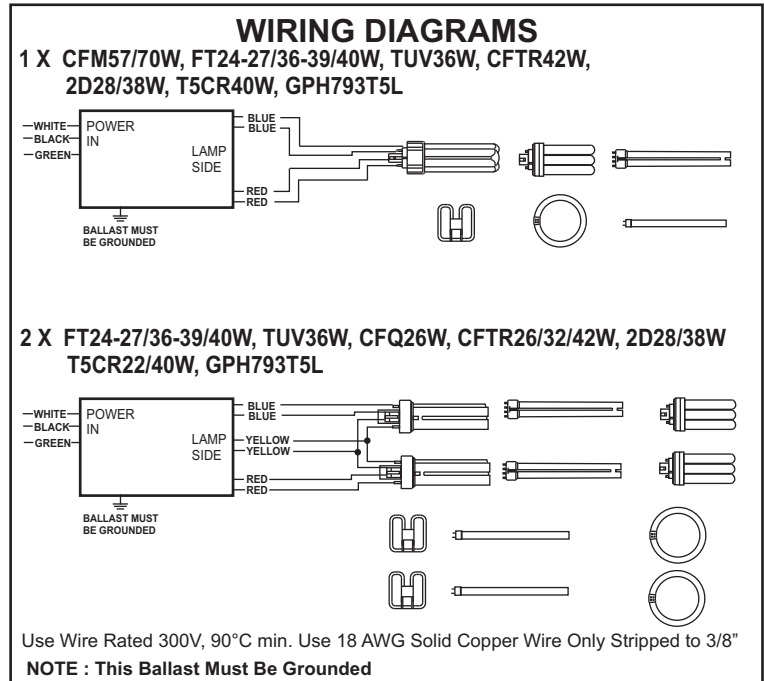 WIRING DIAGRAMS
1 X CFM57/70W, FT24-27/36-39/40W, TUV36W, CFTR42W,
2D28/38W, T5CR40W, GPH793T5L
WHITE
BLACK
GREEN
POWER
IN
LAMP
SIDE
BLUE
BLUE
RED
RED
BALLAST MUST
BE GROUNDED
2 X FT24-27/36-39/40W, TUV36W, CFQ26W, CFTR26/32/42W, 2D28/38W
T5CR22/40W, GPH793T5L
WHITE
BLACK
GREEN
POWER
IN
LAMP
SIDE
BLUE
BLUE
YELLOW
YELLOW
RED
RED
BALLAST MUST
BE GROUNDED
Use Wire Rated 300V, 90°C min. Use 18 AWG Solid Copper Wire Only Stripped to 3/8”
NOTE : This Ballast Must Be Grounded